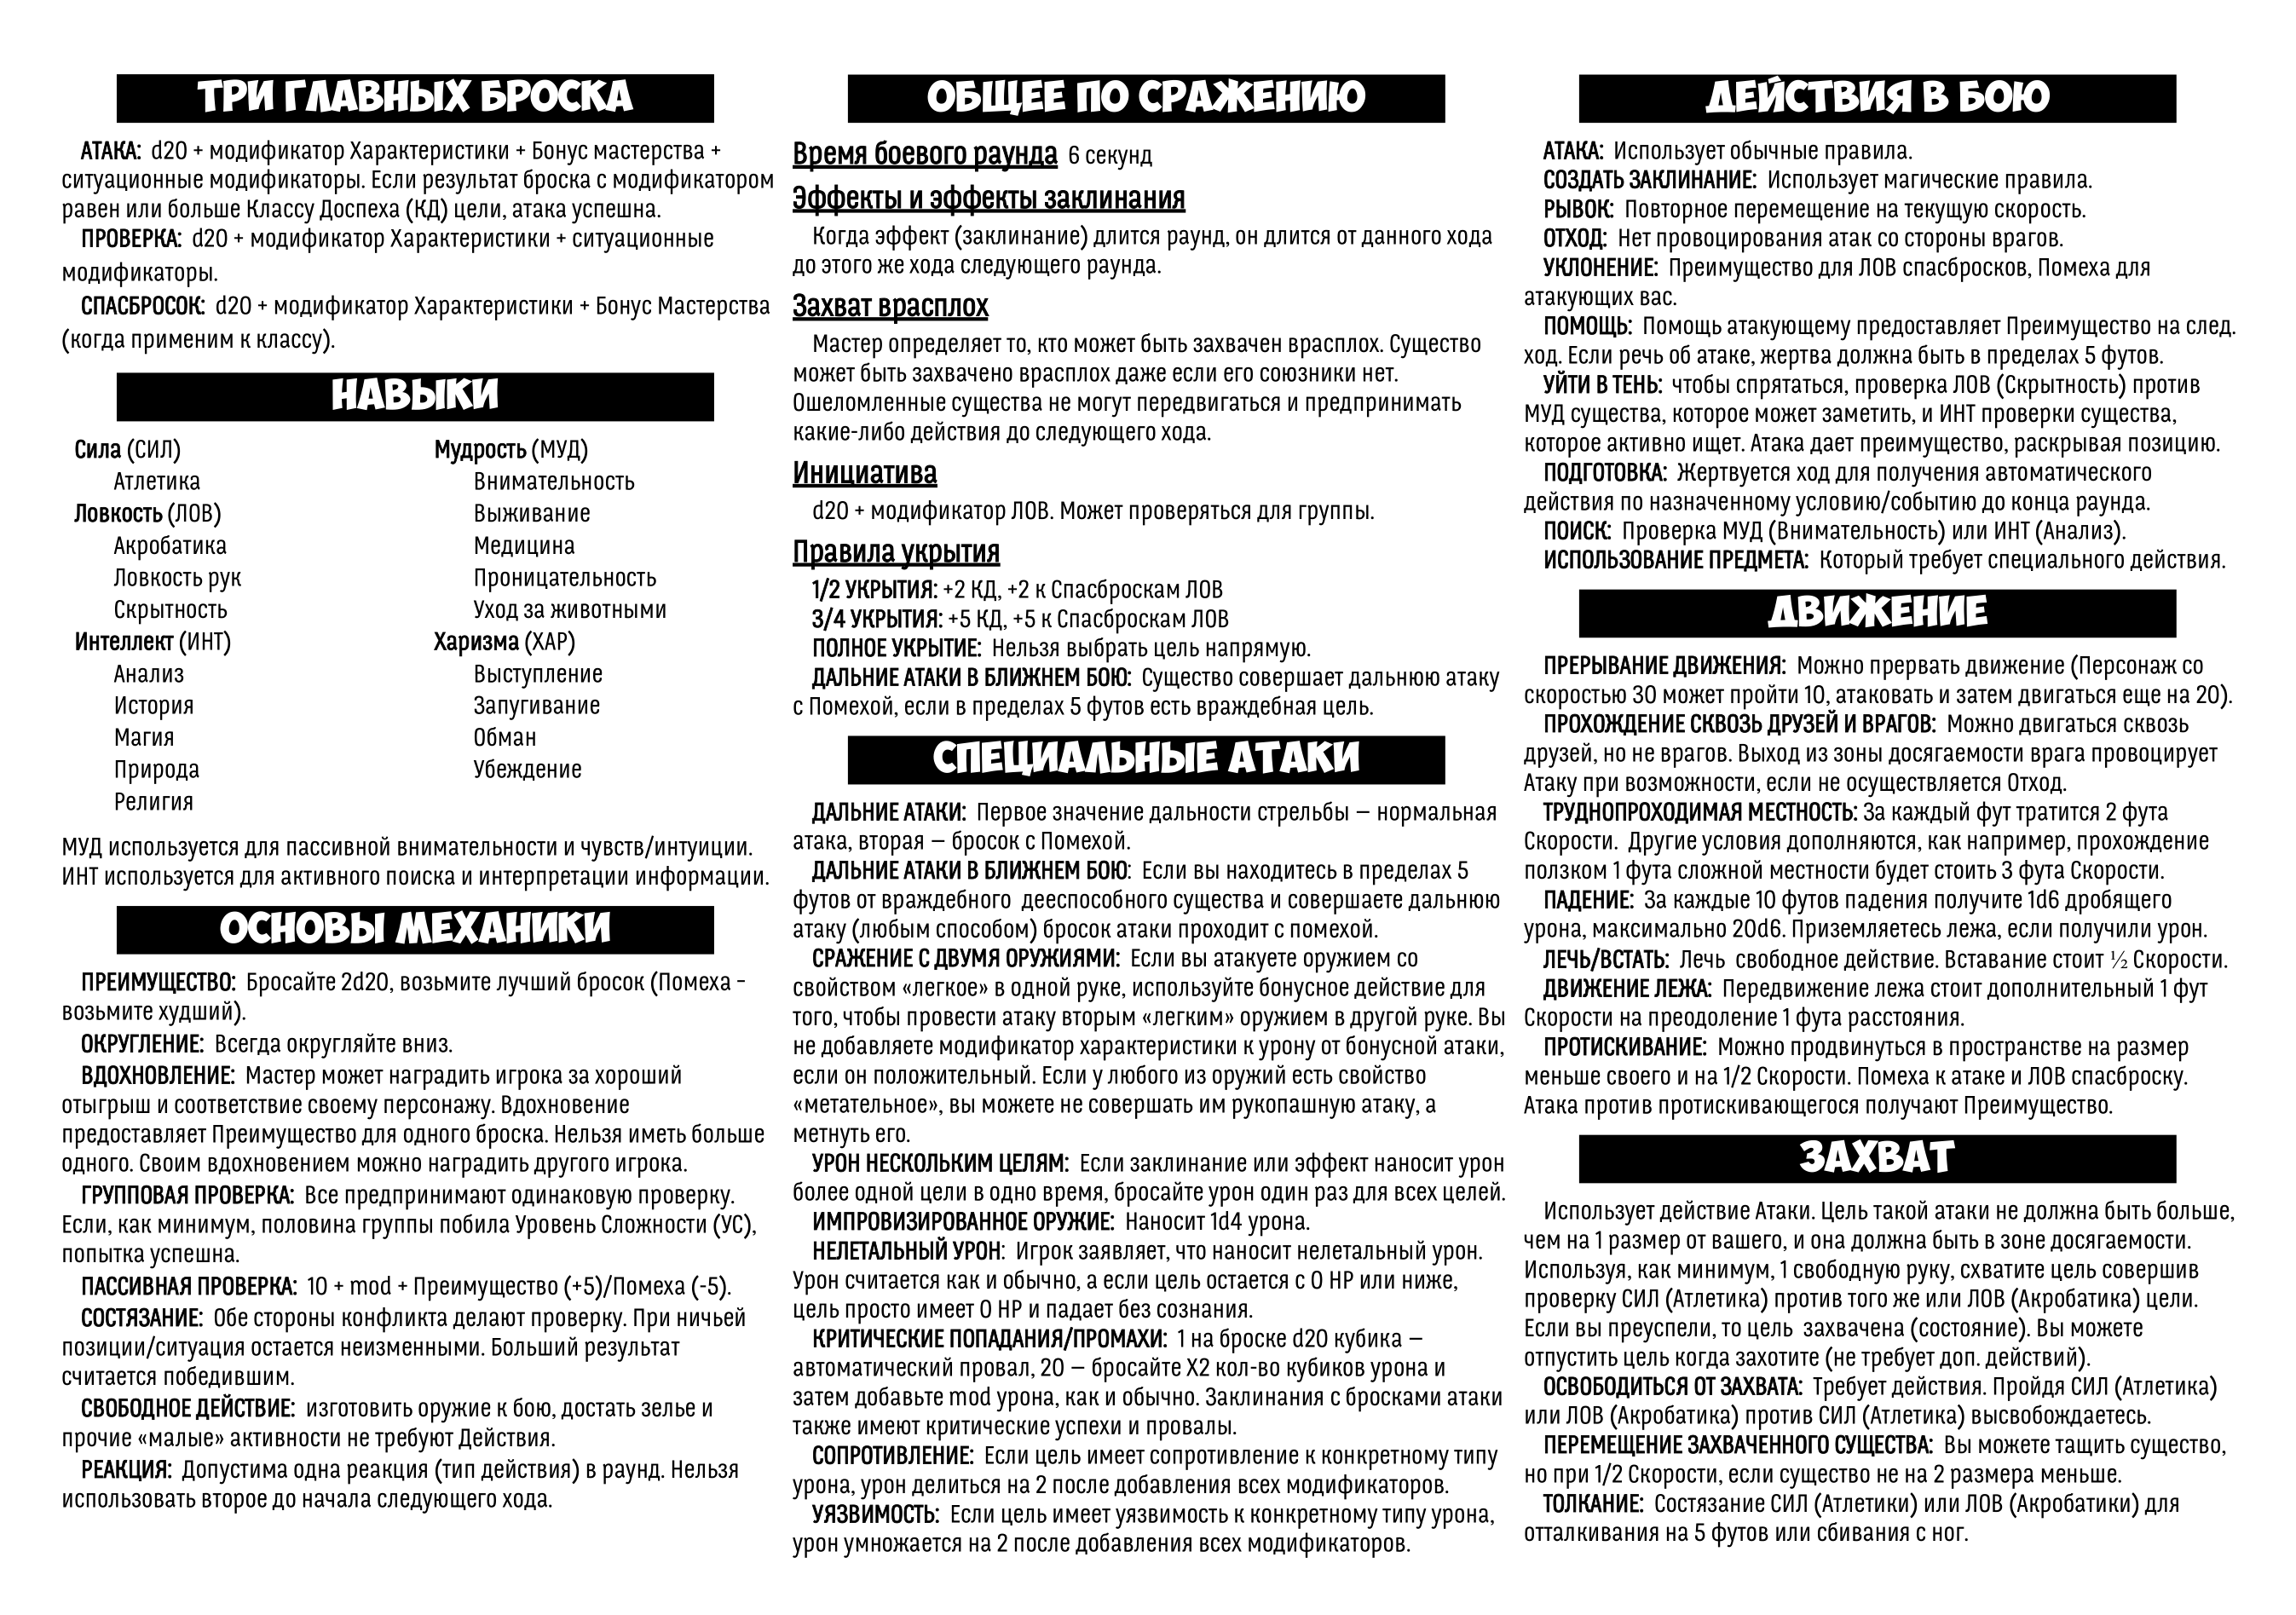 ТРИ ГЛАВНЫХ БРОСКА
АТАКА: d20 + модификатор Характеристики + Бонус мастерства +
ситуационные модификаторы. Если результат броска с модификатором
равен или больше Классу Доспеха (КД) цели, атака успешна.
ПРОВЕРКА: d20 + модификатор Характеристики + ситуационные
модификаторы.
СПАСБРОСОК: d20 + модификатор Характеристики + Бонус Мастерства
(когда применим к классу).
НАВЫКИ
Сила (СИЛ)
Атлетика
Ловкость (ЛОВ)
Акробатика
Ловкость рук
Скрытность
Интеллект (ИНТ)
Анализ
История
Магия
Природа
Религия
Мудрость (МУД)
Внимательность
Выживание
Медицина
Проницательность
Уход за животными
Харизма (ХАР)
Выступление
Запугивание
Обман
Убеждение
МУД используется для пассивной внимательности и чувств/интуиции.
ИНТ используется для активного поиска и интерпретации информации.
ОСНОВЫ МЕХАНИКИ
ПРЕИМУЩЕСТВО: Бросайте 2d20, возьмите лучший бросок (Помеха -
возьмите худший).
ОКРУГЛЕНИЕ: Всегда округляйте вниз.
ВДОХНОВЛЕНИЕ: Мастер может наградить игрока за хороший
отыгрыш и соответствие своему персонажу. Вдохновение
предоставляет Преимущество для одного броска. Нельзя иметь больше
одного. Своим вдохновением можно наградить другого игрока.
ГРУППОВАЯ ПРОВЕРКА: Все предпринимают одинаковую проверку.
Если, как минимум, половина группы побила Уровень Сложности (УС),
попытка успешна.
ПАССИВНАЯ ПРОВЕРКА: 10 + mod + Преимущество (+5)/Помеха (-5).
СОСТЯЗАНИЕ: Обе стороны конфликта делают проверку. При ничьей
позиции/ситуация остается неизменными. Больший результат
считается победившим.
СВОБОДНОЕ ДЕЙСТВИЕ: изготовить оружие к бою, достать зелье и
прочие «малые» активности не требуют Действия.
РЕАКЦИЯ: Допустима одна реакция (тип действия) в раунд. Нельзя
использовать второе до начала следующего хода.
ОБЩЕЕ ПО СРАЖЕНИЮ
Время боевого раунда 6 секунд
Эффекты и эффекты заклинания
Когда эффект (заклинание) длится раунд, он длится от данного хода
до этого же хода следующего раунда.
Захват врасплох
Мастер определяет то, кто может быть захвачен врасплох. Существо
может быть захвачено врасплох даже если его союзники нет.
Ошеломленные существа не могут передвигаться и предпринимать
какие-либо действия до следующего хода.
Инициатива
d20 + модификатор ЛОВ. Может проверяться для группы.
Правила укрытия
1/2 УКРЫТИЯ: +2 КД, +2 к Спасброскам ЛОВ
3/4 УКРЫТИЯ: +5 КД, +5 к Спасброскам ЛОВ
ПОЛНОЕ УКРЫТИЕ: Нельзя выбрать цель напрямую.
ДАЛЬНИЕ АТАКИ В БЛИЖНЕМ БОЮ: Существо совершает дальнюю атаку
с Помехой, если в пределах 5 футов есть враждебная цель.
СПЕЦИАЛЬНЫЕ АТАКИ
ДАЛЬНИЕ АТАКИ: Первое значение дальности стрельбы — нормальная
атака, вторая — бросок с Помехой.
ДАЛЬНИЕ АТАКИ В БЛИЖНЕМ БОЮ: Если вы находитесь в пределах 5
футов от враждебного дееспособного существа и совершаете дальнюю
атаку (любым способом) бросок атаки проходит с помехой.
СРАЖЕНИЕ С ДВУМЯ ОРУЖИЯМИ: Если вы атакуете оружием со
свойством «легкое» в одной руке, используйте бонусное действие для
того, чтобы провести атаку вторым «легким» оружием в другой руке. Вы
не добавляете модификатор характеристики к урону от бонусной атаки,
если он положительный. Если у любого из оружий есть свойство
«метательное», вы можете не совершать им рукопашную атаку, а
метнуть его.
УРОН НЕСКОЛЬКИМ ЦЕЛЯМ: Если заклинание или эффект наносит урон
более одной цели в одно время, бросайте урон один раз для всех целей.
ИМПРОВИЗИРОВАННОЕ ОРУЖИЕ: Наносит 1d4 урона.
НЕЛЕТАЛЬНЫЙ УРОН: Игрок заявляет, что наносит нелетальный урон.
Урон считается как и обычно, а если цель остается с 0 HP или ниже,
цель просто имеет 0 HP и падает без сознания.
КРИТИЧЕСКИЕ ПОПАДАНИЯ/ПРОМАХИ: 1 на броске d20 кубика —
автоматический провал, 20 — бросайте X2 кол-во кубиков урона и
затем добавьте mod урона, как и обычно. Заклинания с бросками атаки
также имеют критические успехи и провалы.
СОПРОТИВЛЕНИЕ: Если цель имеет сопротивление к конкретному типу
урона, урон делиться на 2 после добавления всех модификаторов.
УЯЗВИМОСТЬ: Если цель имеет уязвимость к конкретному типу урона,
урон умножается на 2 после добавления всех модификаторов.
ДЕЙСТВИЯ В БОЮ
АТАКА: Использует обычные правила.
СОЗДАТЬ ЗАКЛИНАНИЕ: Использует магические правила.
РЫВОК: Повторное перемещение на текущую скорость.
ОТХОД: Нет провоцирования атак со стороны врагов.
УКЛОНЕНИЕ: Преимущество для ЛОВ спасбросков, Помеха для
атакующих вас.
ПОМОЩЬ: Помощь атакующему предоставляет Преимущество на след.
ход. Если речь об атаке, жертва должна быть в пределах 5 футов.
УЙТИ В ТЕНЬ: чтобы спрятаться, проверка ЛОВ (Скрытность) против
МУД существа, которое может заметить, и ИНТ проверки существа,
которое активно ищет. Атака дает преимущество, раскрывая позицию.
ПОДГОТОВКА: Жертвуется ход для получения автоматического
действия по назначенному условию/событию до конца раунда.
ПОИСК: Проверка МУД (Внимательность) или ИНТ (Анализ).
ИСПОЛЬЗОВАНИЕ ПРЕДМЕТА: Который требует специального действия.
ДВИЖЕНИЕ
ПРЕРЫВАНИЕ ДВИЖЕНИЯ: Можно прервать движение (Персонаж со
скоростью 30 может пройти 10, атаковать и затем двигаться еще на 20).
ПРОХОЖДЕНИЕ СКВОЗЬ ДРУЗЕЙ И ВРАГОВ: Можно двигаться сквозь
друзей, но не врагов. Выход из зоны досягаемости врага провоцирует
Атаку при возможности, если не осуществляется Отход.
ТРУДНОПРОХОДИМАЯ МЕСТНОСТЬ: За каждый фут тратится 2 фута
Скорости. Другие условия дополняются, как например, прохождение
ползком 1 фута сложной местности будет стоить 3 фута Скорости.
ПАДЕНИЕ: За каждые 10 футов падения получите 1d6 дробящего
урона, максимально 20d6. Приземляетесь лежа, если получили урон.
ЛЕЧЬ/ВСТАТЬ: Лечь свободное действие. Вставание стоит ½ Скорости.
ДВИЖЕНИЕ ЛЕЖА: Передвижение лежа стоит дополнительный 1 фут
Скорости на преодоление 1 фута расстояния.
ПРОТИСКИВАНИЕ: Можно продвинуться в пространстве на размер
меньше своего и на 1/2 Скорости. Помеха к атаке и ЛОВ спасброску.
Атака против протискивающегося получают Преимущество.
ЗАХВАТ
Использует действие Атаки. Цель такой атаки не должна быть больше,
чем на 1 размер от вашего, и она должна быть в зоне досягаемости.
Используя, как минимум, 1 свободную руку, схватите цель совершив
проверку СИЛ (Атлетика) против того же или ЛОВ (Акробатика) цели.
Если вы преуспели, то цель захвачена (состояние). Вы можете
отпустить цель когда захотите (не требует доп. действий).
ОСВОБОДИТЬСЯ ОТ ЗАХВАТА: Требует действия. Пройдя СИЛ (Атлетика)
или ЛОВ (Акробатика) против СИЛ (Атлетика) высвобождаетесь.
ПЕРЕМЕЩЕНИЕ ЗАХВАЧЕННОГО СУЩЕСТВА: Вы можете тащить существо,
но при 1/2 Скорости, если существо не на 2 размера меньше.
ТОЛКАНИЕ: Состязание СИЛ (Атлетики) или ЛОВ (Акробатики) для
отталкивания на 5 футов или сбивания с ног.